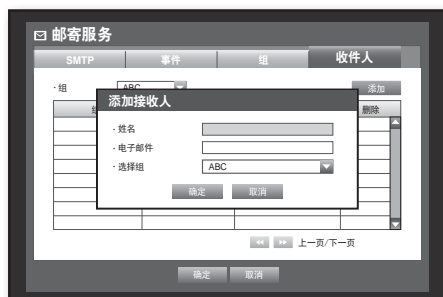 邮寄服务
SMTP 事件 组 收件人
·组 ABC 添加
删除
添加接收人
·姓名
·电子邮件
·选择组 ABC
确定 取消
上一页/下一页
确定 取消